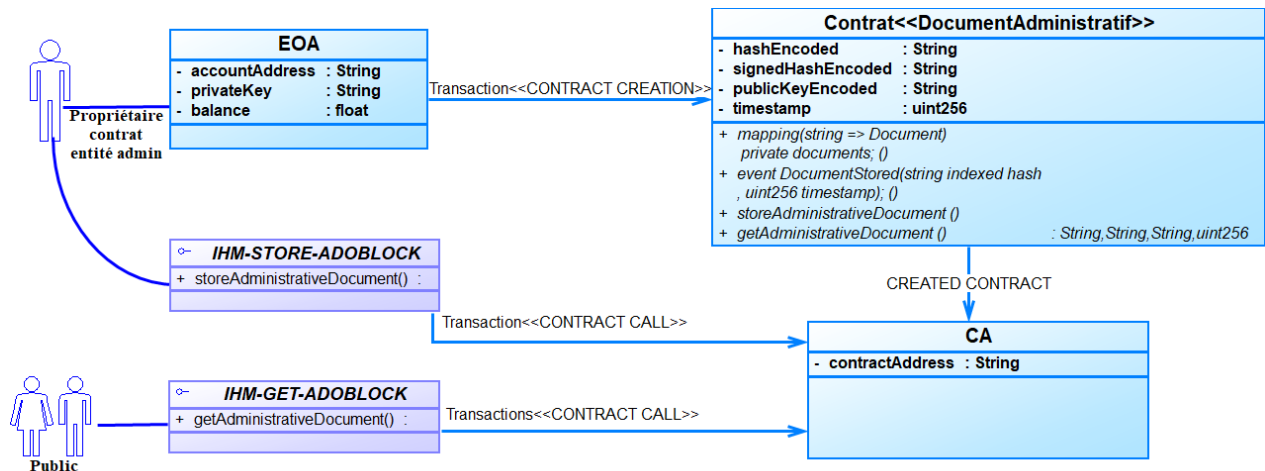 Contrat<<DocumentAdministratif>>
- hashEncoded : String
- signedHashEncoded : String
- publicKeyEncoded : String
- timestamp : uint256
+ mapping(string => Document)
private documents; ()
+ event DocumentStored(string indexed hash
, uint256 timestamp); ()
+ storeAdministrativeDocument ()
+ getAdministrativeDocument () : String,String,String,uint256
EOA
- accountAddress : String
- privateKey : String
- balance : float
Transaction<<CONTRACT CREATION>>
Propriétaire
contrat
entité admin
IHM-STORE-ADOBLOCK
+ storeAdministrativeDocument() :
CREATED CONTRACT
Transaction<<CONTRACT CALL>>
CA
- contractAddress : String
IHM-GET-ADOBLOCK
+ getAdministrativeDocument() :
Transactions<<CONTRACT CALL>>
Public